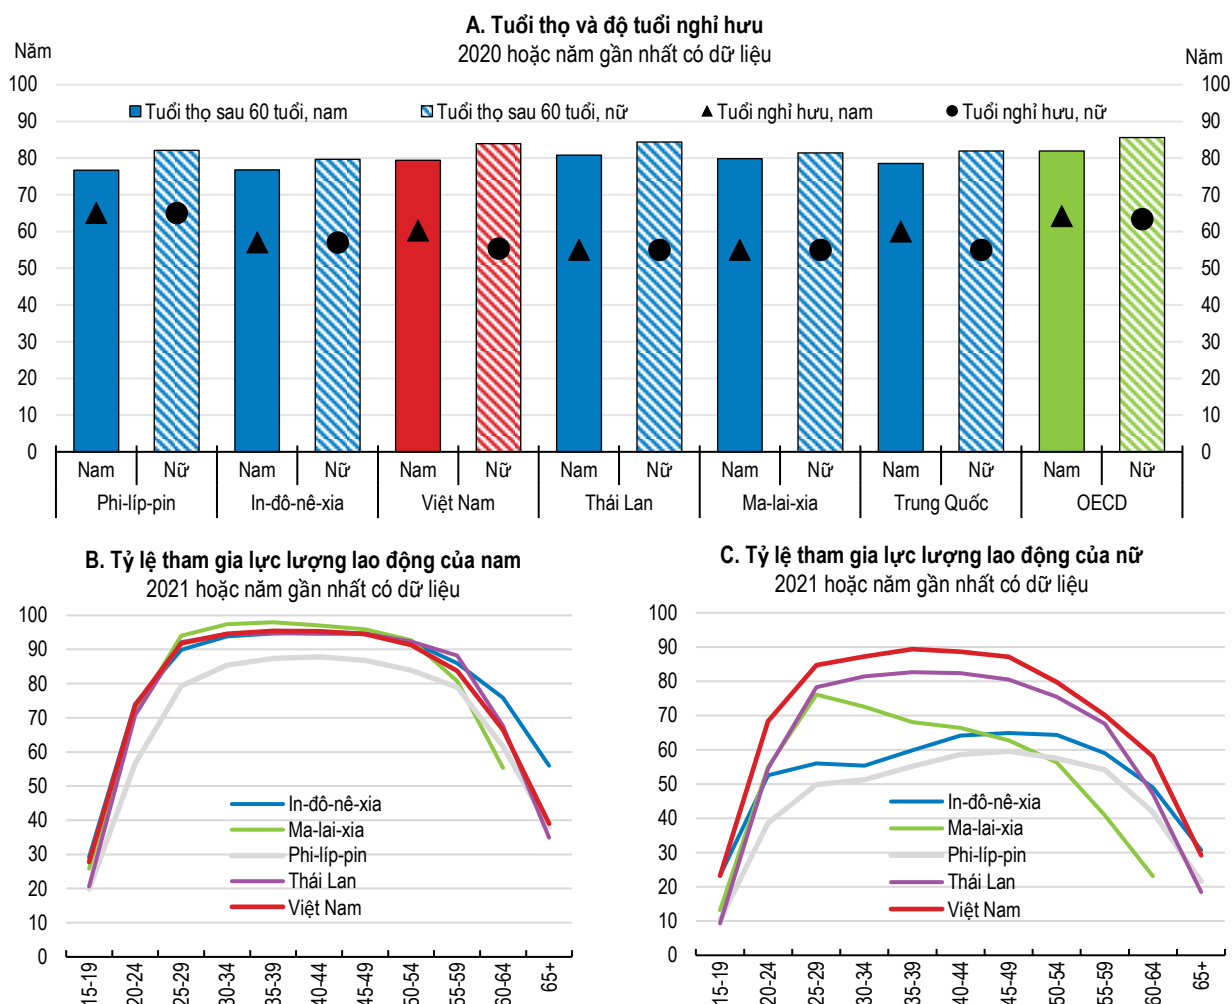 A. Tuổi thọ và độ tuổi nghỉ hưu
2020 hoặc năm gần nhất có dữ liệu
Năm
Năm
100
90
80
70
60
50
40
30
20
10
0
100
90
80
70
60
50
40
30
20
10
0
Tuổi thọ sau 60 tuổi, nam
Tuổi thọ sau 60 tuổi, nữ
Tuổi nghỉ hưu, nam
Tuổi nghỉ hưu, nữ
Nam Nữ Nam Nữ Nam Nữ Nam Nữ Nam Nữ Nam Nữ Nam Nữ
Phi-líp-pin In-đô-nê-xia Việt Nam Thái Lan Ma-lai-xia Trung Quốc OECD
B. Tỷ lệ tham gia lực lượng lao động của nam
2021 hoặc năm gần nhất có dữ liệu
100
90
80
70
60
50
40
30
20
10
0
In-đô-nê-xia
Ma-lai-xia
Phi-líp-pin
Thái Lan
Việt Nam
15-19
20-24
25-29
30-34
35-39
40-44
45-49
50-54
55-59
60-64
65+
C. Tỷ lệ tham gia lực lượng lao động của nữ
2021 hoặc năm gần nhất có dữ liệu
100
90
80
70
60
50
40
30
20
10
0
In-đô-nê-xia
Ma-lai-xia
Phi-líp-pin
Thái Lan
Việt Nam
15-19
20-24
25-29
30-34
35-39
40-44
45-49
50-54
55-59
60-64
65+